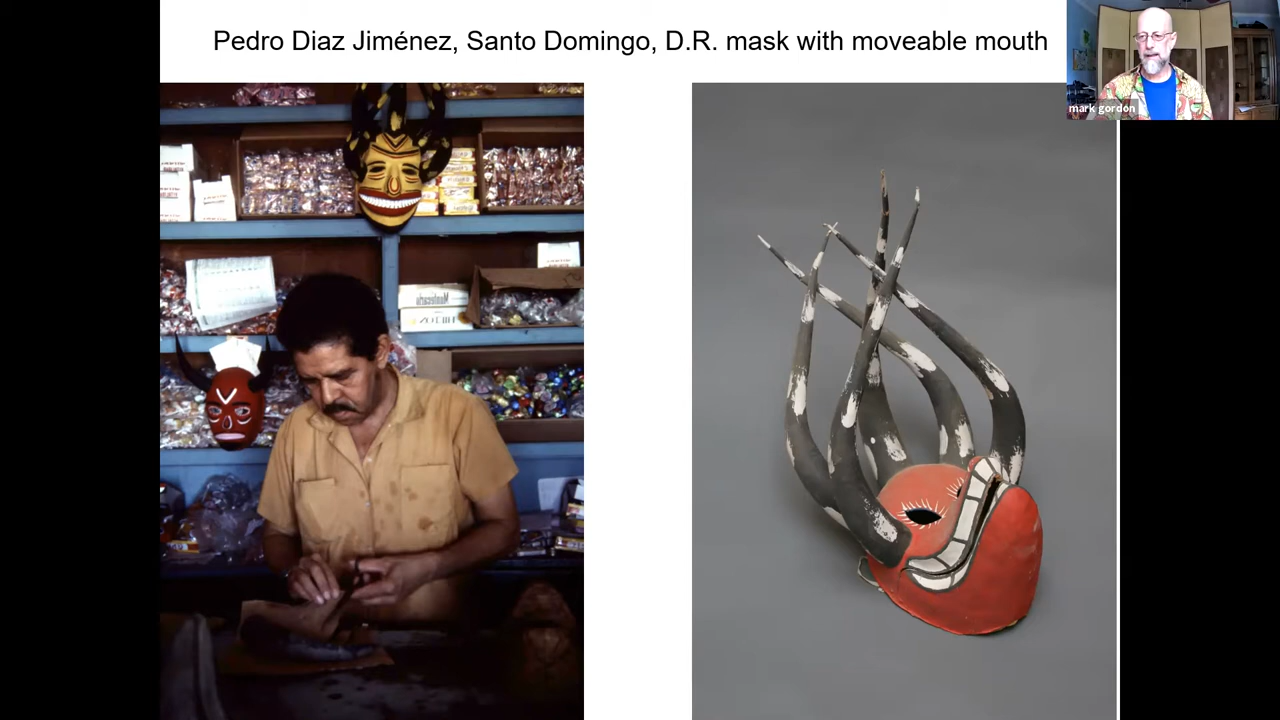 Pedro Diaz Jiménez, Santo Domingo, D.R. mask with moveable mouth
mark gordon